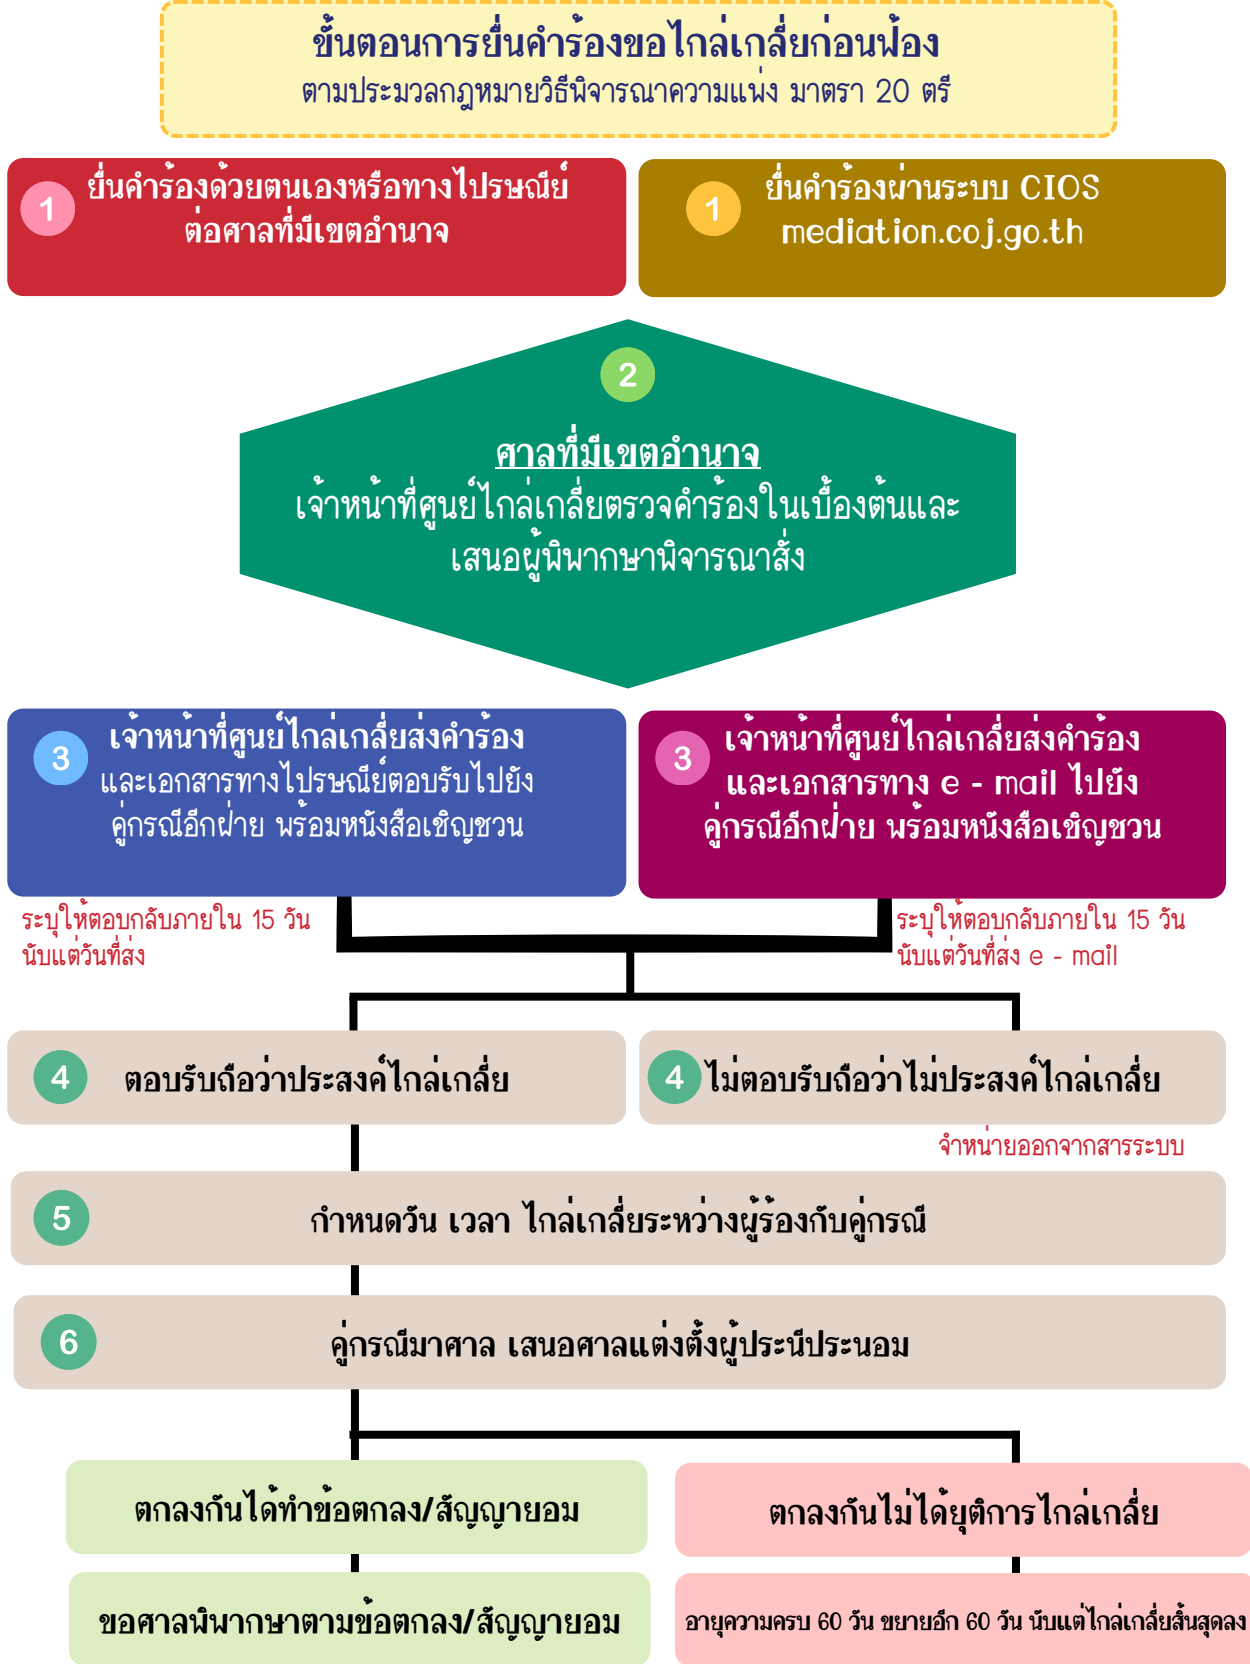 ขั้นตอนการยื่นคำร้องขอไกล่เกลี่ยก่อนฟ้อง
ตามประมวลกฎหมายวิธีพิจารณาความแพ่ง มาตรา 20 ตรี
1
ยื่นคำร้องด้วยตนเองหรือทางไปรษณีย์
ต่อศาลที่มีเขตอำนาจ
1
ยื่นคำร้องผ่านระบบ CIOS
mediation.coj.go.th
2
ศาลที่มีเขตอำนาจ
เจ้าหน้าที่ศูนย์ไกล่เกลี่ยตรวจคำร้องในเบื้องต้นและ
เสนอผู้พิพากษาพิจารณาสั่ง
3
เจ้าหน้าที่ศูนย์ไกล่เกลี่ยส่งคำร้อง
และเอกสารทางไปรษณีย์ตอบรับไปยัง
คู่กรณีอีกฝ่าย พร้อมหนังสือเชิญชวน
3
เจ้าหน้าที่ศูนย์ไกล่เกลี่ยส่งคำร้อง
และเอกสารทาง e - mail ไปยัง
คู่กรณีอีกฝ่าย พร้อมหนังสือเชิญชวน
ระบุให้ตอบกลับภายใน 15 วัน
นับแต่วันที่ส่ง
ระบุให้ตอบกลับภายใน 15 วัน
นับแต่วันที่ส่ง e - mail
4
ตอบรับถือว่าประสงค์ไกล่เกลี่ย
4
ไม่ตอบรับถือว่าไม่ประสงค์ไกล่เกลี่ย
จำหน่ายออกจากสารระบบ
5
กำหนดวัน เวลา ไกล่เกลี่ยระหว่างผู้ร้องกับคู่กรณี
6
คู่กรณีมาศาล เสนอศาลแต่งตั้งผู้ประนีประนอม
ตกลงกันได้ทำข้อตกลง/สัญญายอม
ตกลงกันไม่ได้ยุติการไกล่เกลี่ย
ขอศาลพิพากษาตามข้อตกลง/สัญญายอม
อายุความครบ 60 วัน ขยายอีก 60 วัน นับแต่ไกล่เกลี่ยสิ้นสุดลง